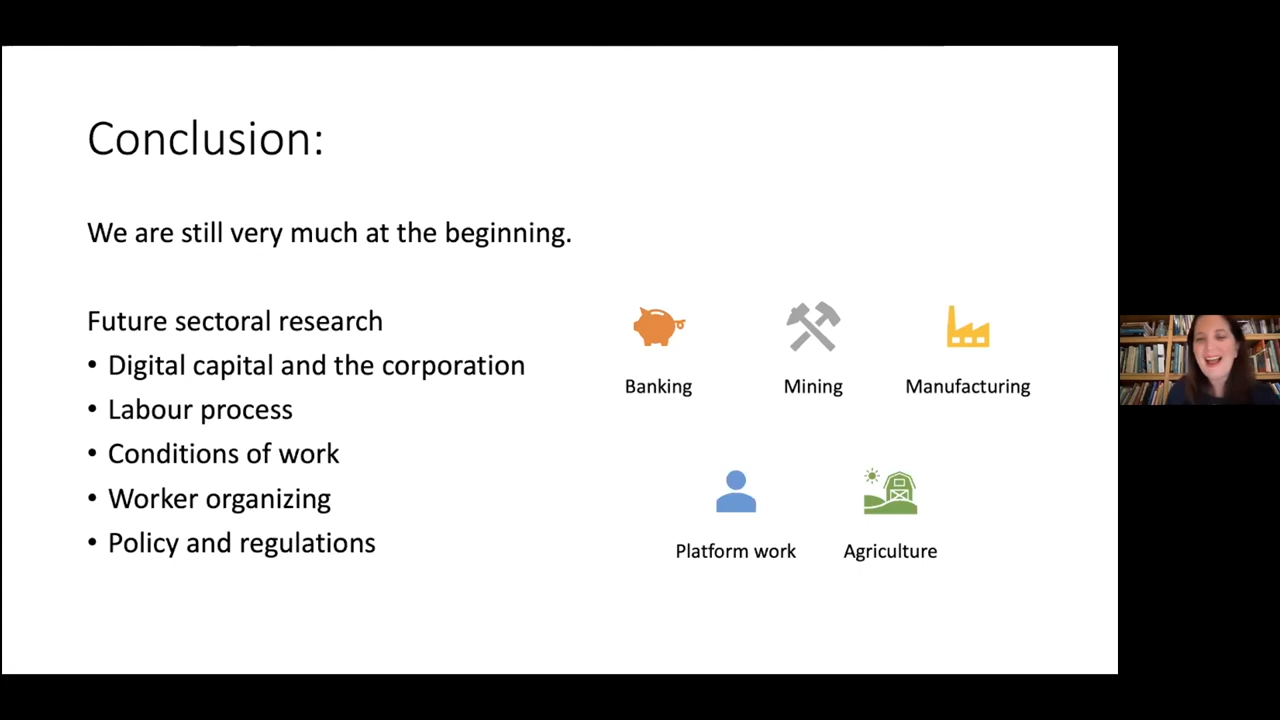 Conclusion:
We are still very much at the beginning.
Future sectoral research
• Digital capital and the corporation
• Labour process
• Conditions of work
• Worker organizing
• Policy and regulations
Banking
Mining
Manufacturing
Platform work
Agriculture